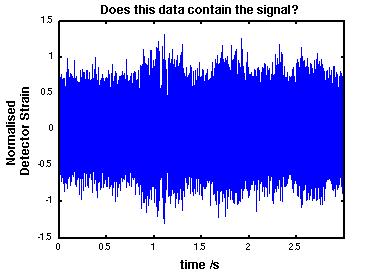 Does this data contain the signal?
1.5
1
0.5
0
-0.5
-1
-1.5
Normalised
Detector Strain
0 0.5 1 1.5 2 2.5
time /s